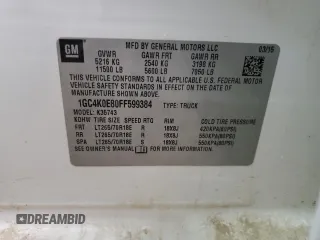 GM
MFD BY GENERAL MOTORS LLC
GVWR GAWR FRT GAWR RR
5216 KG 2540 KG 3198 KG
11500 LB 5600 LB 7050 LB
THIS VEHICLE CONFORMS TO ALL APPLICABLE U.S. FEDERAL
MOTOR VEHICLE SAFETY STANDARDS IN EFFECT ON THE
DATE OF MANUFACTURE SHOWN ABOVE.
1GC4K0E80FF599384 TYPE: TRUCK
MODEL: K35743
TIRE SIZE SPEED RTG RIM COLD TIRE PRESSURE
FRT LT265/70R18E R 18X8J
RR LT265/70R18E R 18X8J
SPA LT265/70R18E 18X8J
SEE OWNER'S MANUAL
DREAMBID